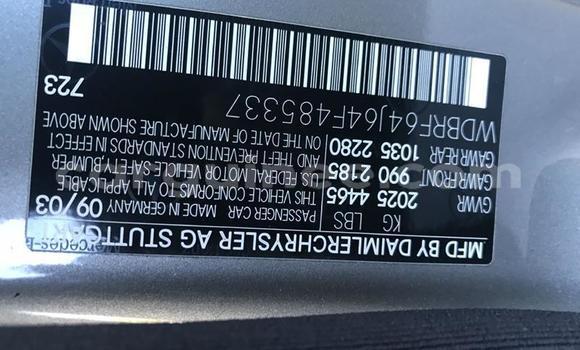 MFD BY DAIMLERCHRYSLER AG STUTTGART
KG LBS PASSENGER CAR
GVWR 2025 4465 MADE IN GERMANY 09/03
GAWR FRONT 990 2185 THIS VEHICLE CONFORMS TO ALL APPLICABLE
GAWR REAR 1035 2280 U.S. FEDERAL MOTOR VEHICLE SAFETY, BUMPER
AND THEFT PREVENTION STANDARDS IN EFFECT
ON THE DATE OF MANUFACTURE SHOWN ABOVE
WDBRF64J64F485337
723